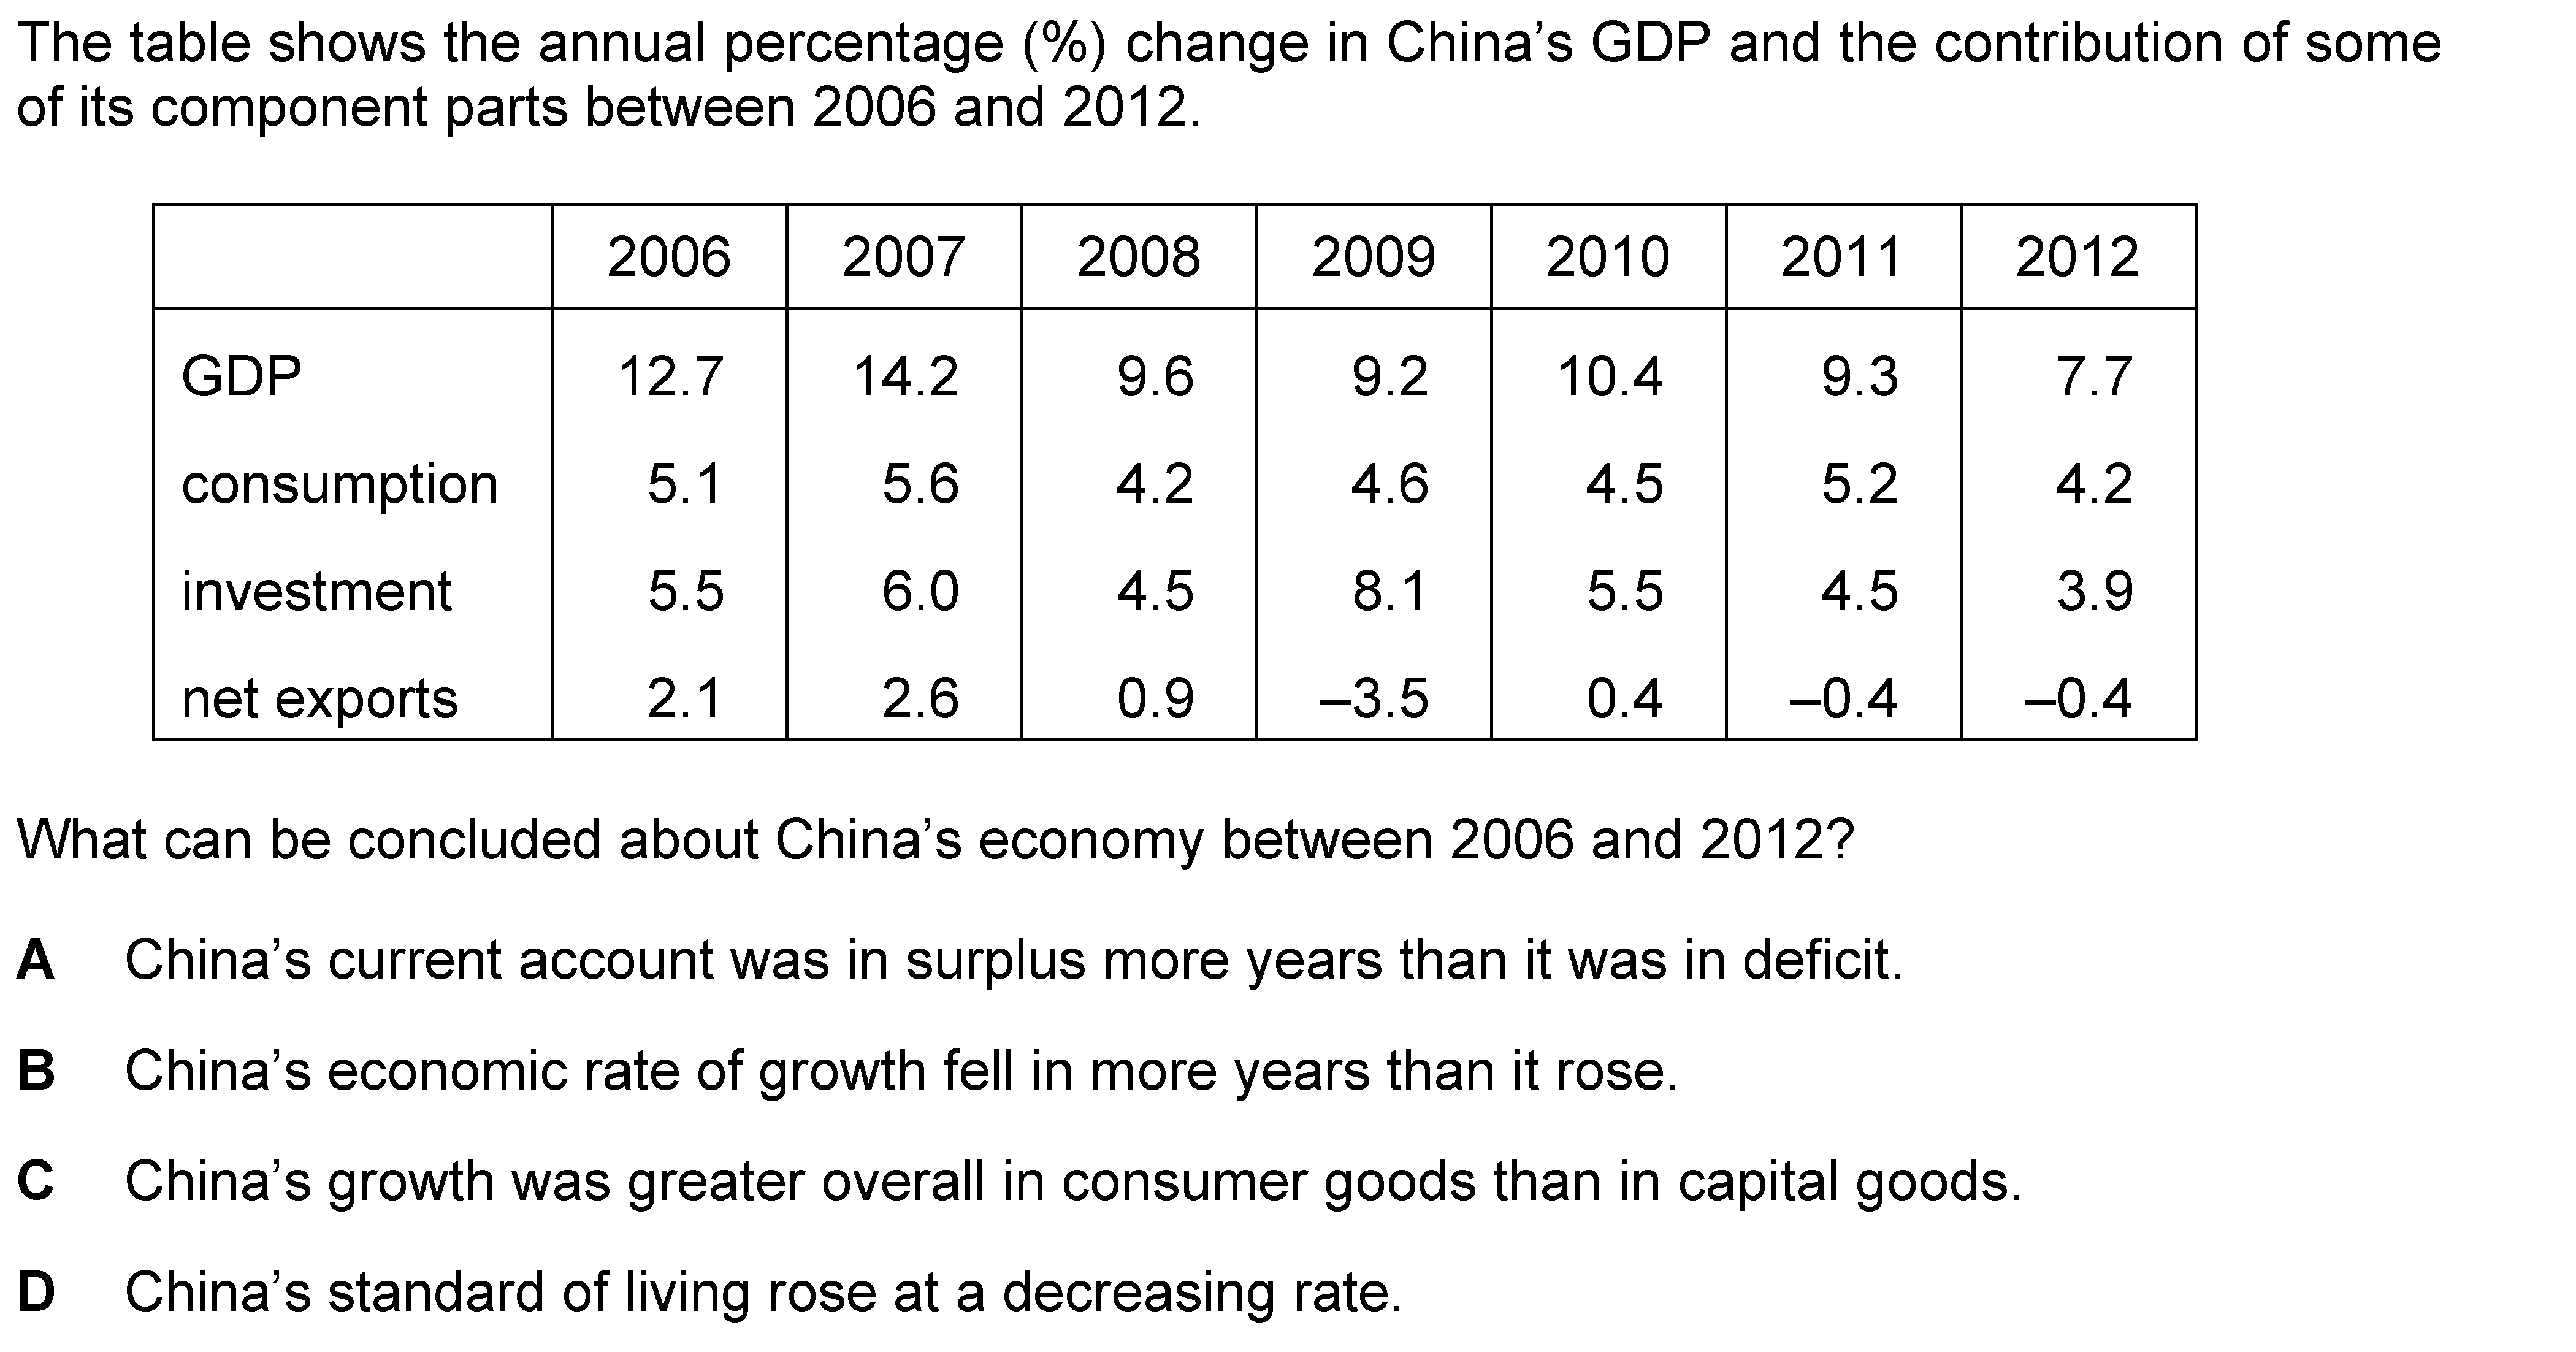 The table shows the annual percentage (%) change in China’s GDP and the contribution of some
of its component parts between 2006 and 2012.
2006 2007 2008 2009 2010 2011 2012
GDP 12.7 14.2 9.6 9.2 10.4 9.3 7.7
consumption 5.1 5.6 4.2 4.6 4.5 5.2 4.2
investment 5.5 6.0 4.5 8.1 5.5 4.5 3.9
net exports 2.1 2.6 0.9 –3.5 0.4 –0.4 –0.4
What can be concluded about China’s economy between 2006 and 2012?
A China’s current account was in surplus more years than it was in deficit.
B China’s economic rate of growth fell in more years than it rose.
C China’s growth was greater overall in consumer goods than in capital goods.
D China’s standard of living rose at a decreasing rate.